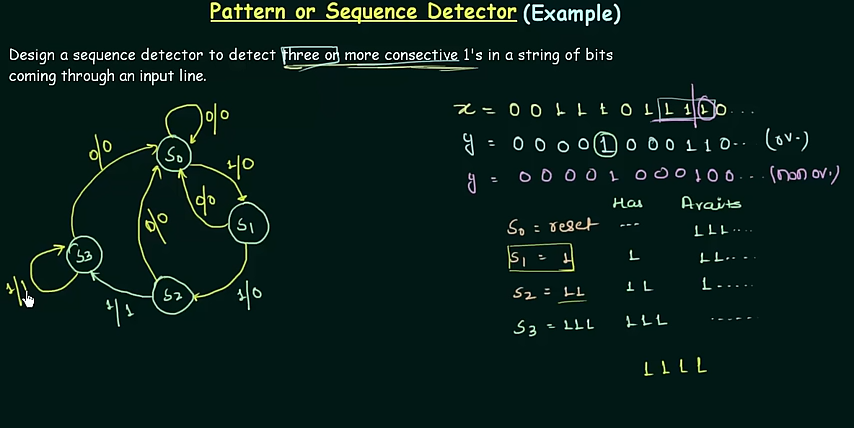 Pattern or Sequence Detector (Example)
Design a sequence detector to detect three or more consective 1's in a string of bits
coming through an input line.
x = 0 0 1 1 1 0 1 1 1 1 0 ...
y = 0 0 0 0 1 0 0 0 1 1 0 .. (ov.)
y = 0 0 0 0 1 0 0 0 1 0 0 ... (non ov.)
Has Awaits
S0 = reset --- 111....
S1 = 1 1 11....
S2 = 11 11 1....
S3 = 111 111 ......
1111
0/0
S0
0/0
1/0
0/0
0/0
S1
S3
1/1
1/1
S2
1/0